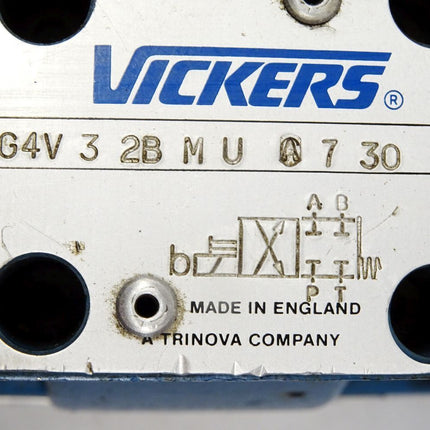 VICKERS®
G4V 3 2B M U A 7 30
A B
b
P T
MADE IN ENGLAND
A TRINOVA COMPANY